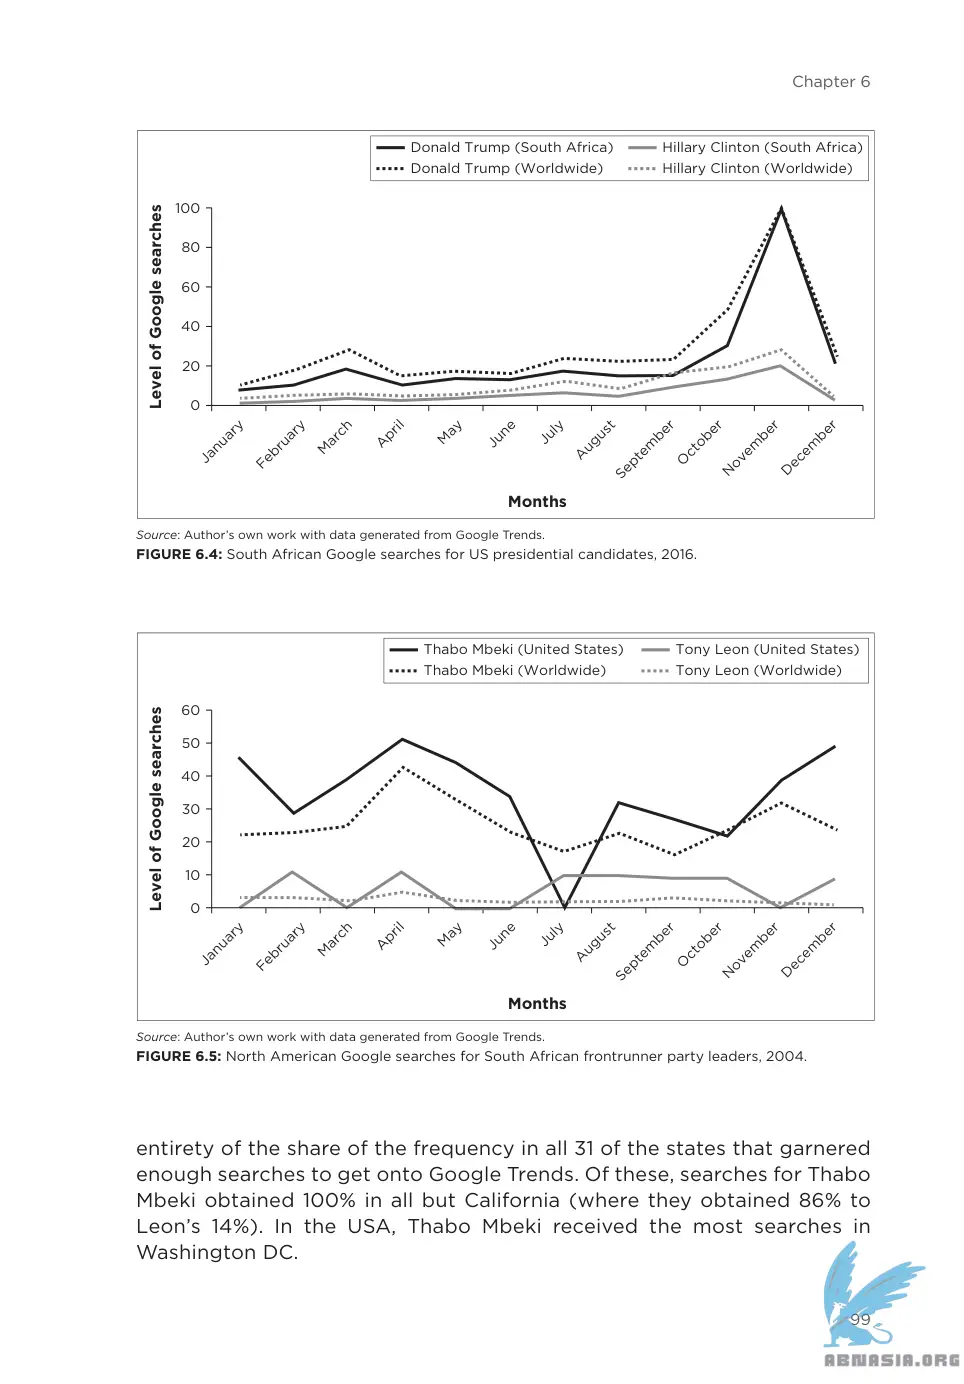 Chapter 6
Donald Trump (South Africa)
Hillary Clinton (South Africa)
Donald Trump (Worldwide)
Hillary Clinton (Worldwide)
Level of Google searches
100
80
60
40
20
0
January
February
March
April
May
June
July
August
September
October
November
December
Months
Source: Author's own work with data generated from Google Trends.
FIGURE 6.4: South African Google searches for US presidential candidates, 2016.
Thabo Mbeki (United States)
Tony Leon (United States)
Thabo Mbeki (Worldwide)
Tony Leon (Worldwide)
Level of Google searches
60
50
40
30
20
10
0
January
February
March
April
May
June
July
August
September
October
November
December
Months
Source: Author's own work with data generated from Google Trends.
FIGURE 6.5: North American Google searches for South African frontrunner party leaders, 2004.
entirety of the share of the frequency in all 31 of the states that garnered
enough searches to get onto Google Trends. Of these, searches for Thabo
Mbeki obtained 100% in all but California (where they obtained 86% to
Leon's 14%). In the USA, Thabo Mbeki received the most searches in
Washington DC.
99
ABNASIA.ORG